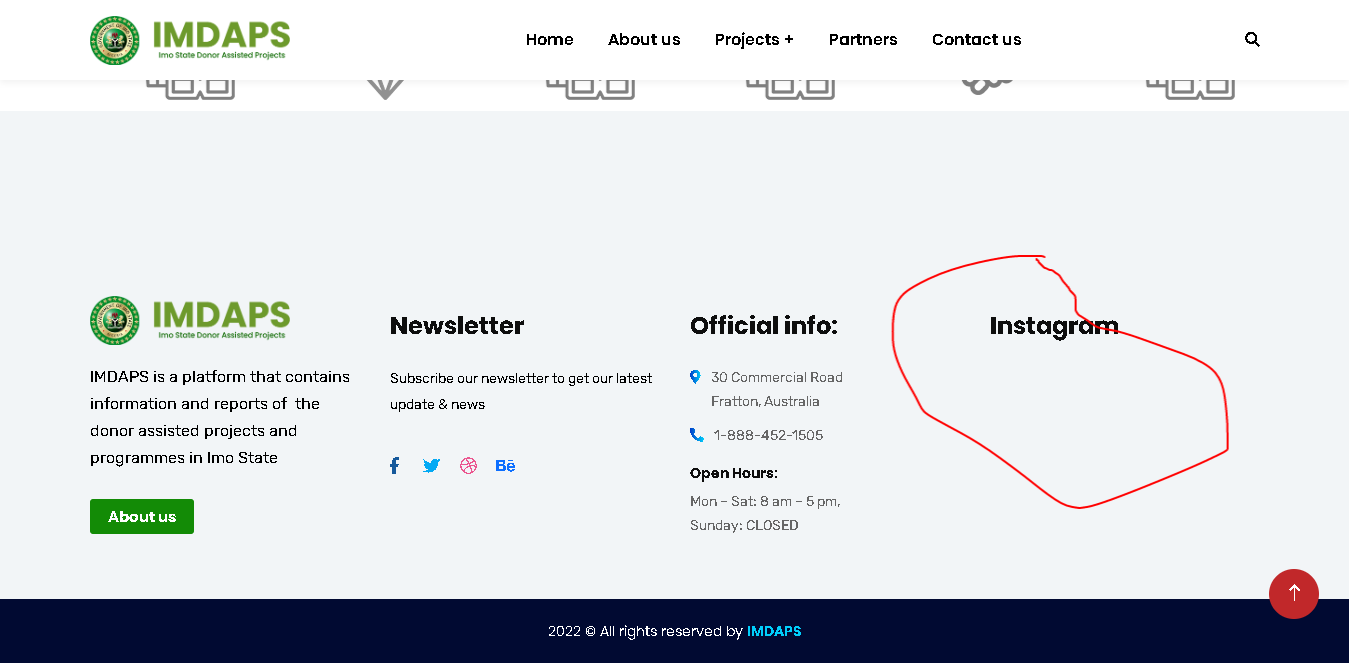 IMDAPS
Imo State Donor Assisted Projects
Home About us Projects + Partners Contact us
IMDAPS
Imo State Donor Assisted Projects
IMDAPS is a platform that contains
information and reports of the
donor assisted projects and
programmes in Imo State
About us
Newsletter
Subscribe our newsletter to get our latest
update & news
Bē
Official info:
30 Commercial Road
Fratton, Australia
1-888-452-1505
Open Hours:
Mon – Sat: 8 am – 5 pm,
Sunday: CLOSED
Instagram
2022 © All rights reserved by IMDAPS